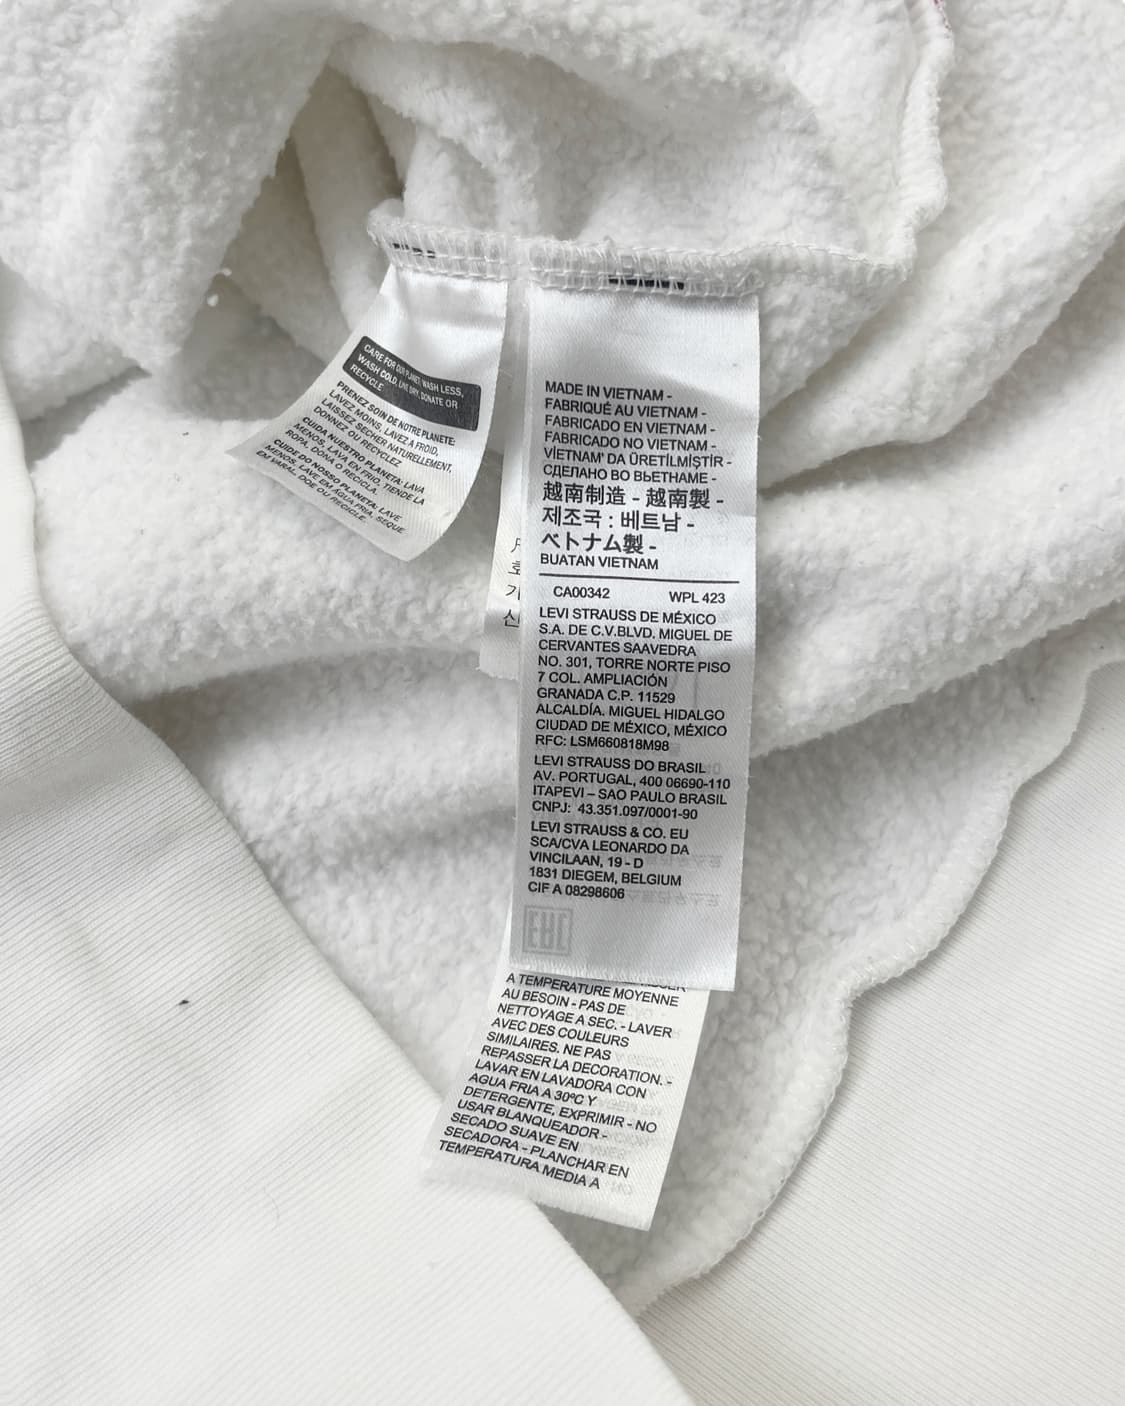 CARE FOR OUR PLANET: WASH LESS,
WASH COLD, LINE DRY, DONATE OR
RECYCLE
PRENEZ SOIN DE NOTRE PLANETE:
LAVEZ MOINS, LAVEZ A FROID,
LAISSEZ SECHER NATURELLEMENT,
DONNEZ OU RECYCLEZ
CUIDA NUESTRO PLANETA: LAVA
MENOS, LAVA EN FRIO, TIENDE LA
ROPA, DONA O RECICLA.
CUIDE DO NOSSO PLANETA: LAVE
MENOS, LAVE EM AGUA FRIA, SEQUE
EM VARAL, DOE OU RECICLE.
MADE IN VIETNAM -
FABRIQUÉ AU VIETNAM -
FABRICADO EN VIETNAM -
FABRICADO NO VIETNAM -
VİETNAM' DA ÜRETİLMİŞTİR -
СДЕЛАНО ВО ВЬЕТНАМЕ -
越南制造 - 越南製 -
제조국 : 베트남 -
ベトナム製 -
BUATAN VIETNAM
CA00342 WPL 423
LEVI STRAUSS DE MÉXICO
S.A. DE C.V.BLVD. MIGUEL DE
CERVANTES SAAVEDRA
NO. 301, TORRE NORTE PISO
7 COL. AMPLIACIÓN
GRANADA C.P. 11529
ALCALDÍA. MIGUEL HIDALGO
CIUDAD DE MÉXICO, MÉXICO
RFC: LSM660818M98
LEVI STRAUSS DO BRASIL
AV. PORTUGAL, 400 06690-110
ITAPEVI – SAO PAULO BRASIL
CNPJ: 43.351.097/0001-90
LEVI STRAUSS & CO. EU
SCA/CVA LEONARDO DA
VINCILAAN, 19 - D
1831 DIEGEM, BELGIUM
CIF A 08298606
EAC
A TEMPERATURE MOYENNE
AU BESOIN - PAS DE
NETTOYAGE A SEC. - LAVER
AVEC DES COULEURS
SIMILAIRES. NE PAS
REPASSER LA DECORATION. -
LAVAR EN LAVADORA CON
AGUA FRIA A 30ºC Y
DETERGENTE, EXPRIMIR - NO
USAR BLANQUEADOR -
SECADO SUAVE EN
SECADORA - PLANCHAR EN
TEMPERATURA MEDIA A